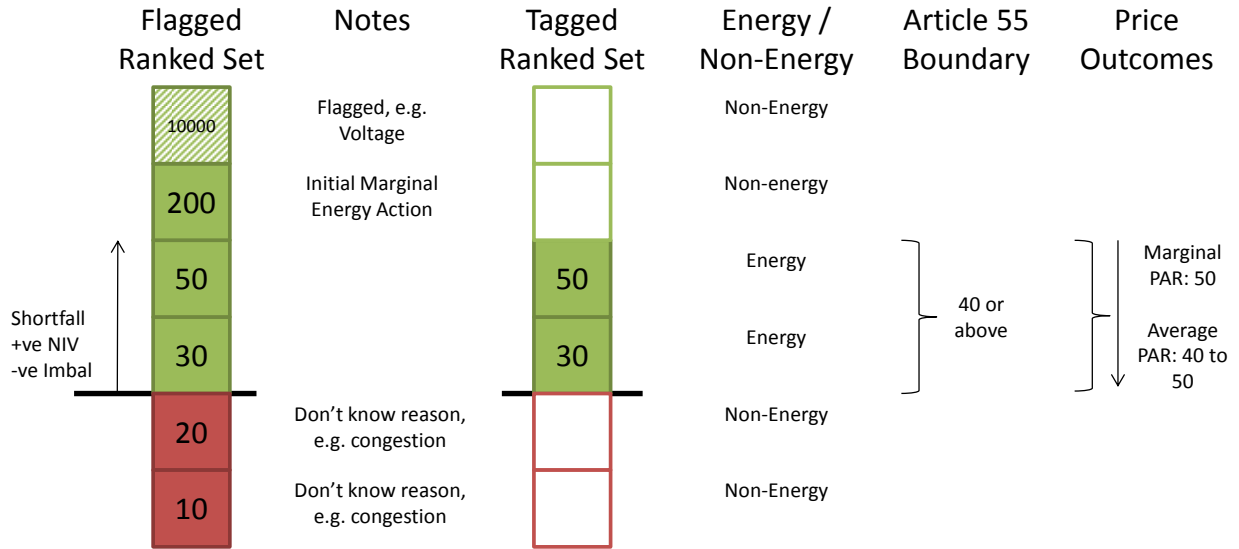 Flagged
Ranked Set
Notes
Tagged
Ranked Set
Energy /
Non-Energy
Article 55
Boundary
Price
Outcomes
10000
Flagged, e.g.
Voltage
Non-Energy
200
Initial Marginal
Energy Action
Non-energy
50
50
Energy
Marginal
PAR: 50
Shortfall
+ve NIV
-ve Imbal
30
30
Energy
40 or
above
Average
PAR: 40 to
50
20
Don't know reason,
e.g. congestion
Non-Energy
10
Don't know reason,
e.g. congestion
Non-Energy